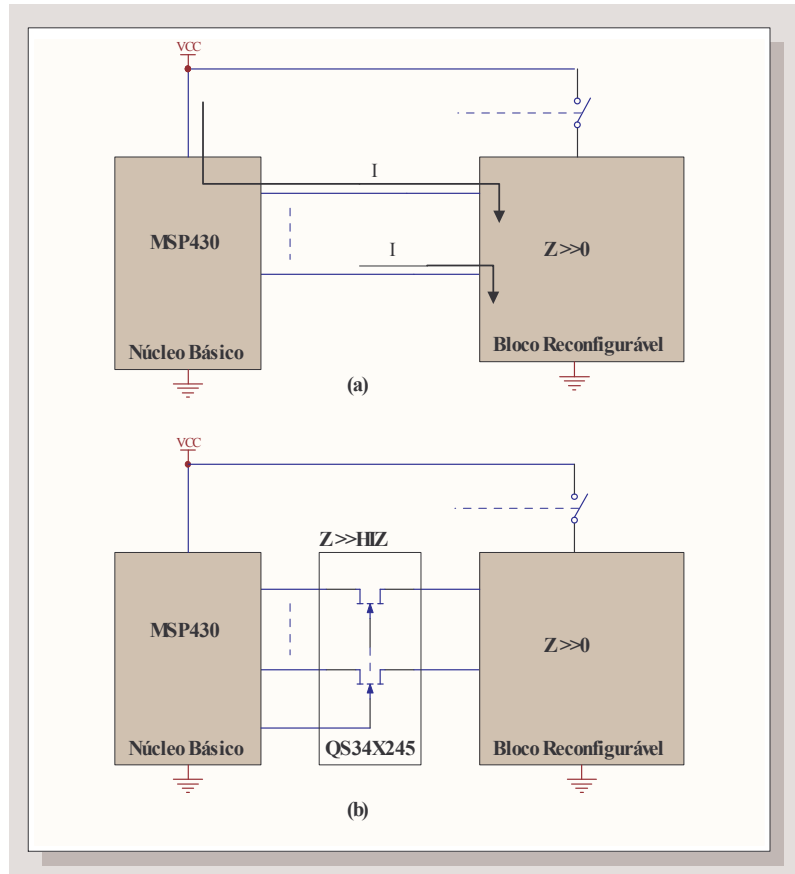 VCC
I
MSP430
I
Z>>0
Núcleo Básico
Bloco Reconfigurável
(a)
VCC
Z>>HIZ
MSP430
Z>>0
Núcleo Básico
QS34X245
Bloco Reconfigurável
(b)